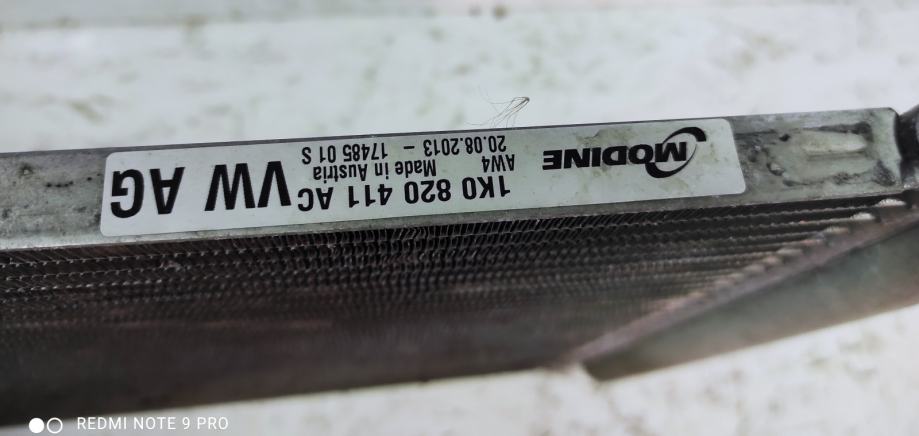 MODINE
1K0 820 411 AC
AW4 Made in Austria
20.08.2013 - 17485 01 S
VW AG
REDMI NOTE 9 PRO